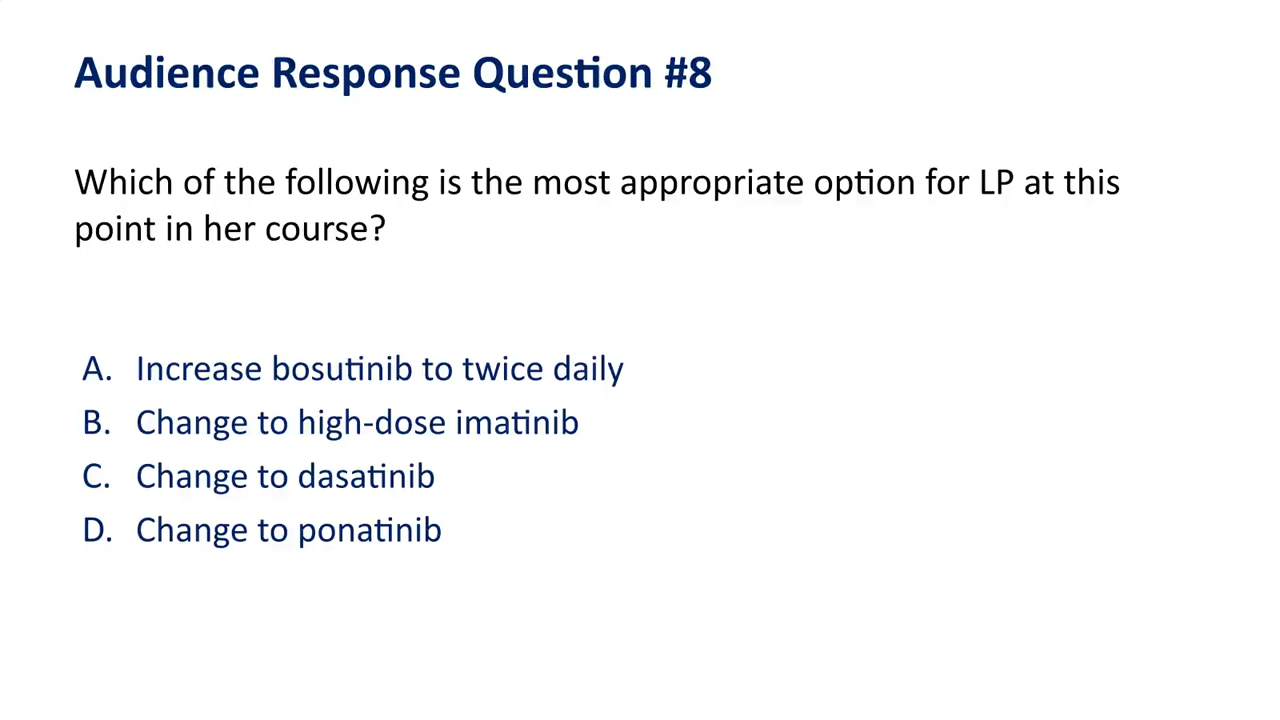 Audience Response Question #8
Which of the following is the most appropriate option for LP at this
point in her course?
A. Increase bosutinib to twice daily
B. Change to high-dose imatinib
C. Change to dasatinib
D. Change to ponatinib